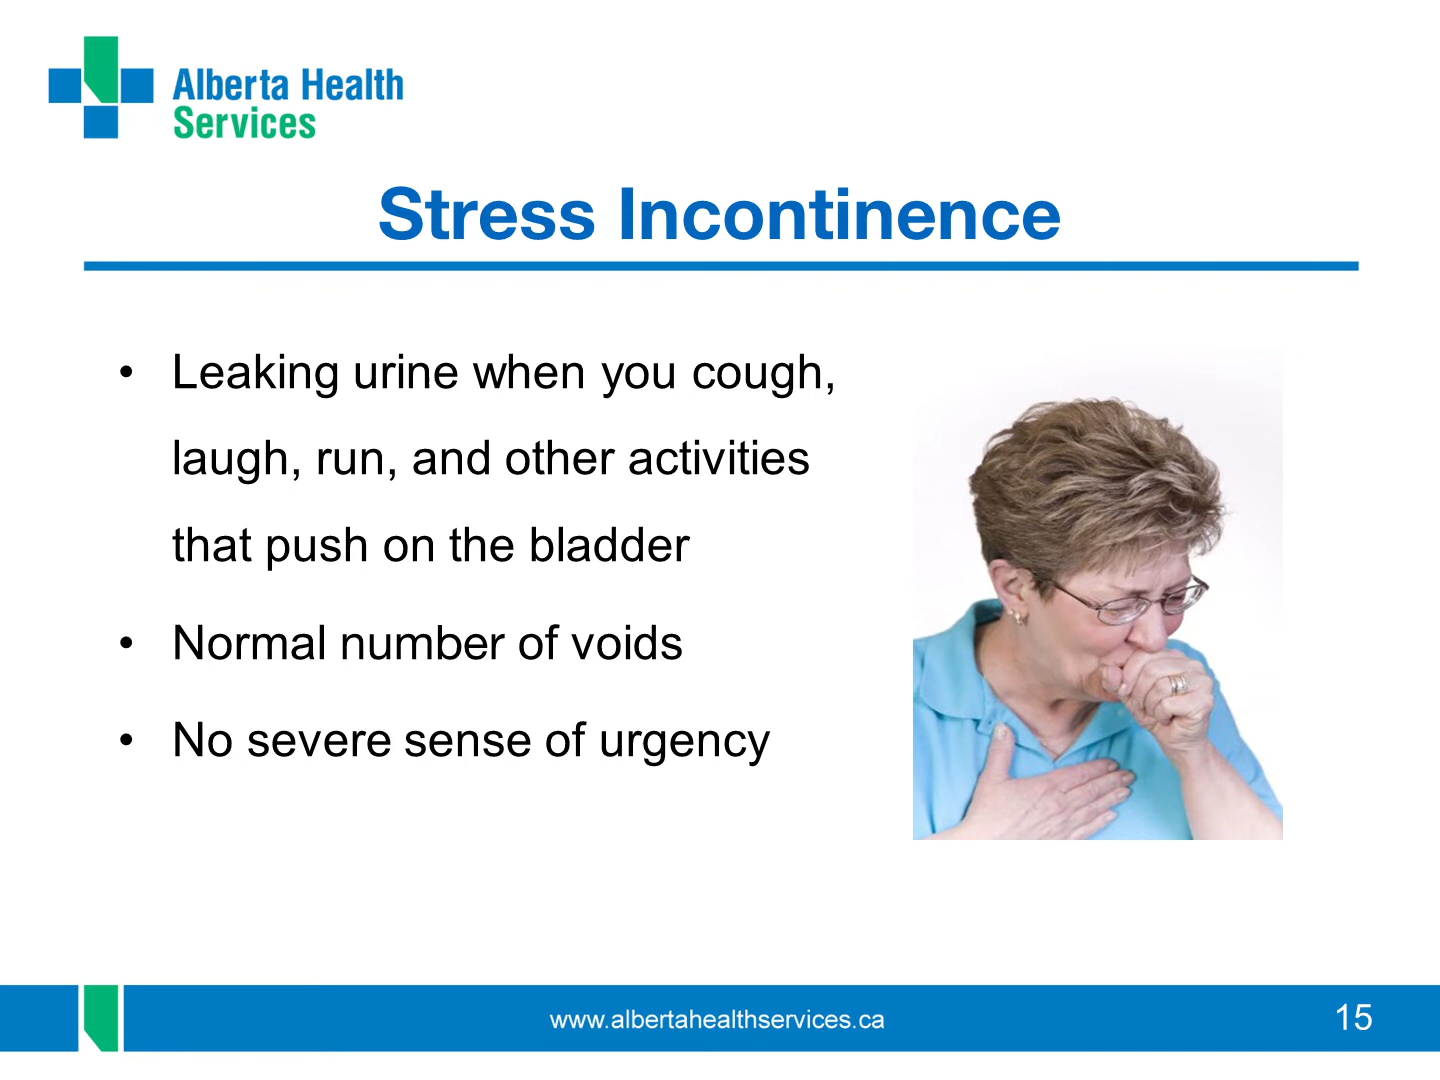 Alberta Health
Services
Stress Incontinence
• Leaking urine when you cough,
laugh, run, and other activities
that push on the bladder
• Normal number of voids
• No severe sense of urgency
www.albertahealthservices.ca
15